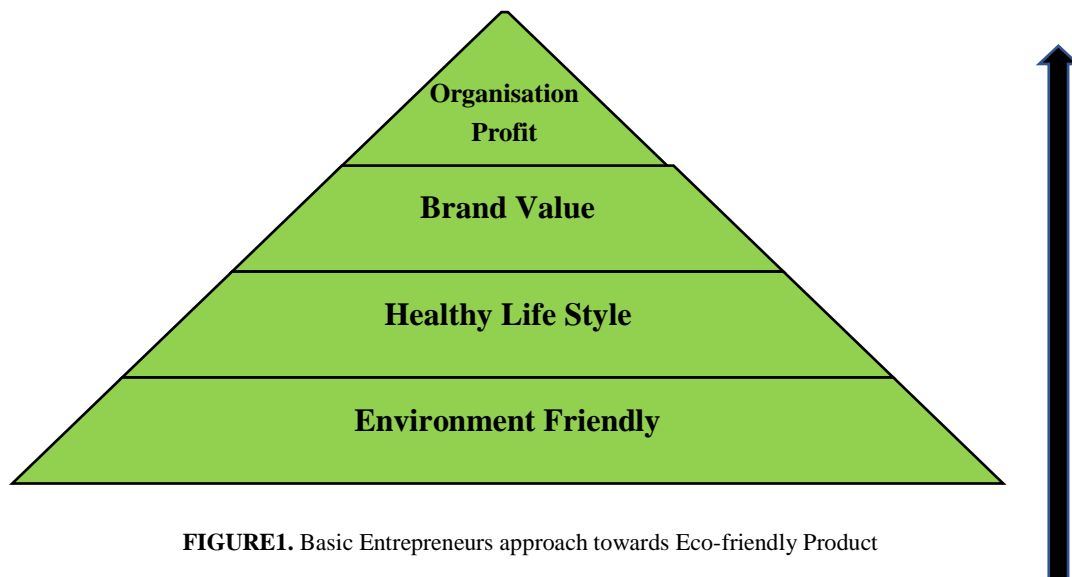 Organisation
Profit
Brand Value
Healthy Life Style
Environment Friendly
FIGURE1. Basic Entrepreneurs approach towards Eco-friendly Product